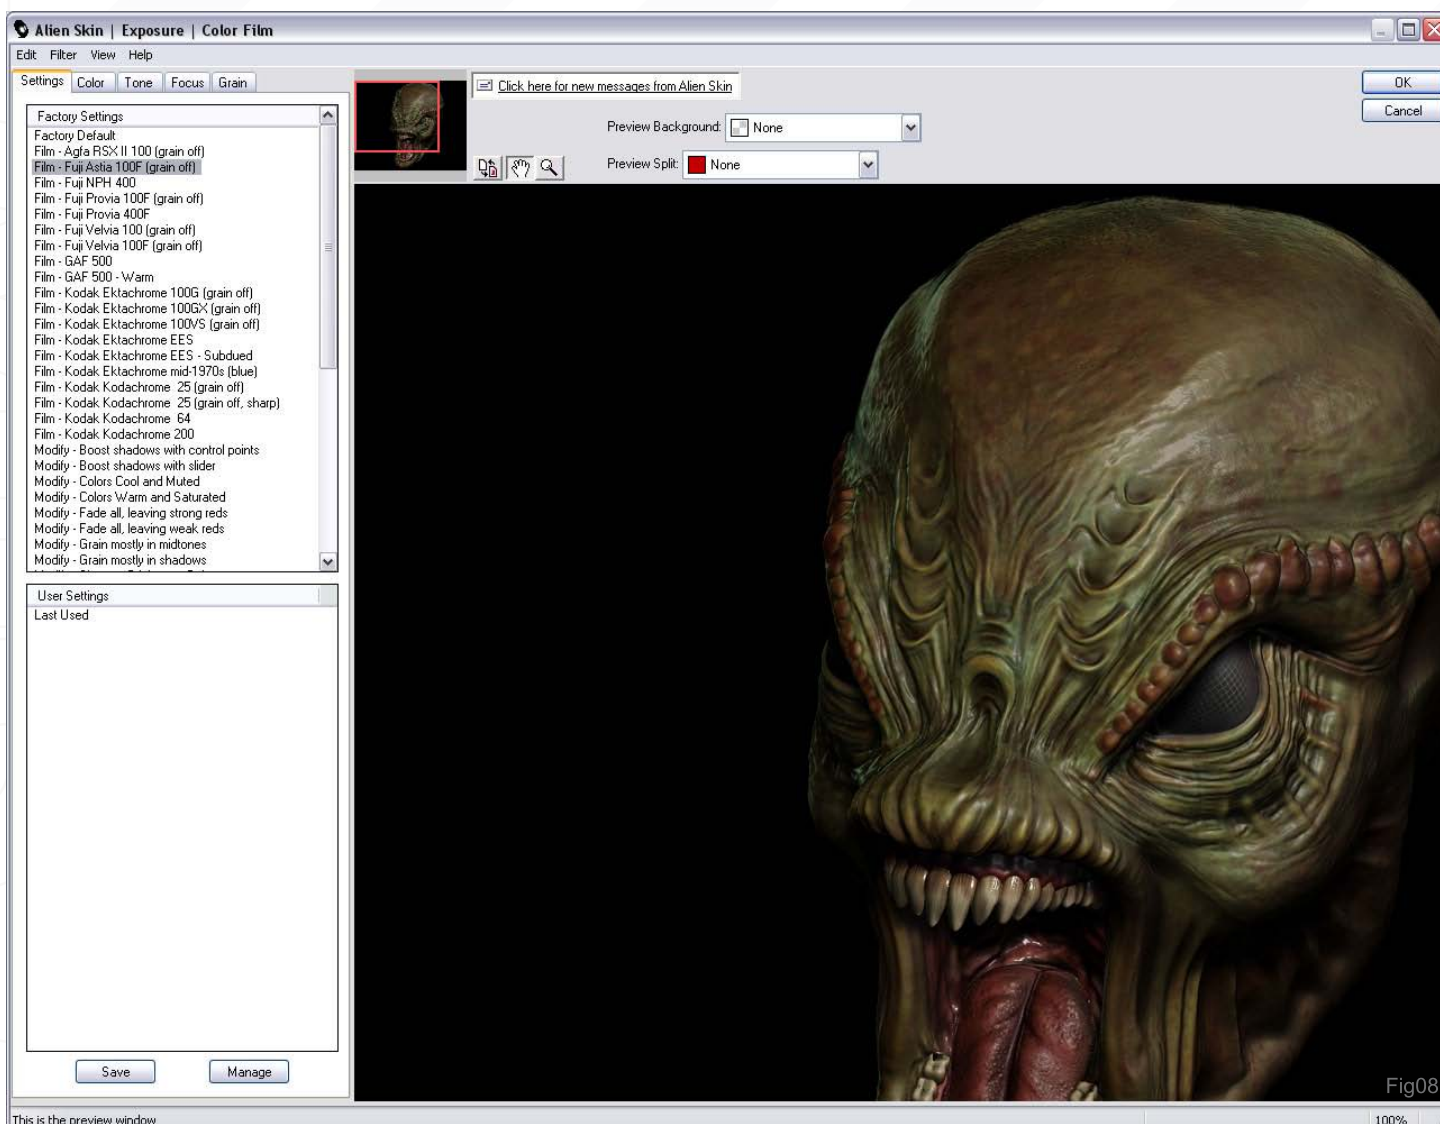 Alien Skin | Exposure | Color Film
Edit Filter View Help
Settings Color Tone Focus Grain
Click here for new messages from Alien Skin
OK
Cancel
Preview Background: None
Preview Split: None
Factory Settings
Factory Default
Film - Agfa RSX II 100 (grain off)
Film - Fuji Astia 100F (grain off)
Film - Fuji NPH 400
Film - Fuji Provia 100F (grain off)
Film - Fuji Provia 400F
Film - Fuji Velvia 100 (grain off)
Film - Fuji Velvia 100F (grain off)
Film - GAF 500
Film - GAF 500 - Warm
Film - Kodak Ektachrome 100G (grain off)
Film - Kodak Ektachrome 100GX (grain off)
Film - Kodak Ektachrome 100VS (grain off)
Film - Kodak Ektachrome EES
Film - Kodak Ektachrome EES - Subdued
Film - Kodak Ektachrome mid-1970s (blue)
Film - Kodak Kodachrome  25 (grain off)
Film - Kodak Kodachrome  25 (grain off, sharp)
Film - Kodak Kodachrome  64
Film - Kodak Kodachrome 200
Modify - Boost shadows with control points
Modify - Boost shadows with slider
Modify - Colors Cool and Muted
Modify - Colors Warm and Saturated
Modify - Fade all, leaving strong reds
Modify - Fade all, leaving weak reds
Modify - Grain mostly in midtones
Modify - Grain mostly in shadows
User Settings
Last Used
Save Manage
Fig08
This is the preview window
100%